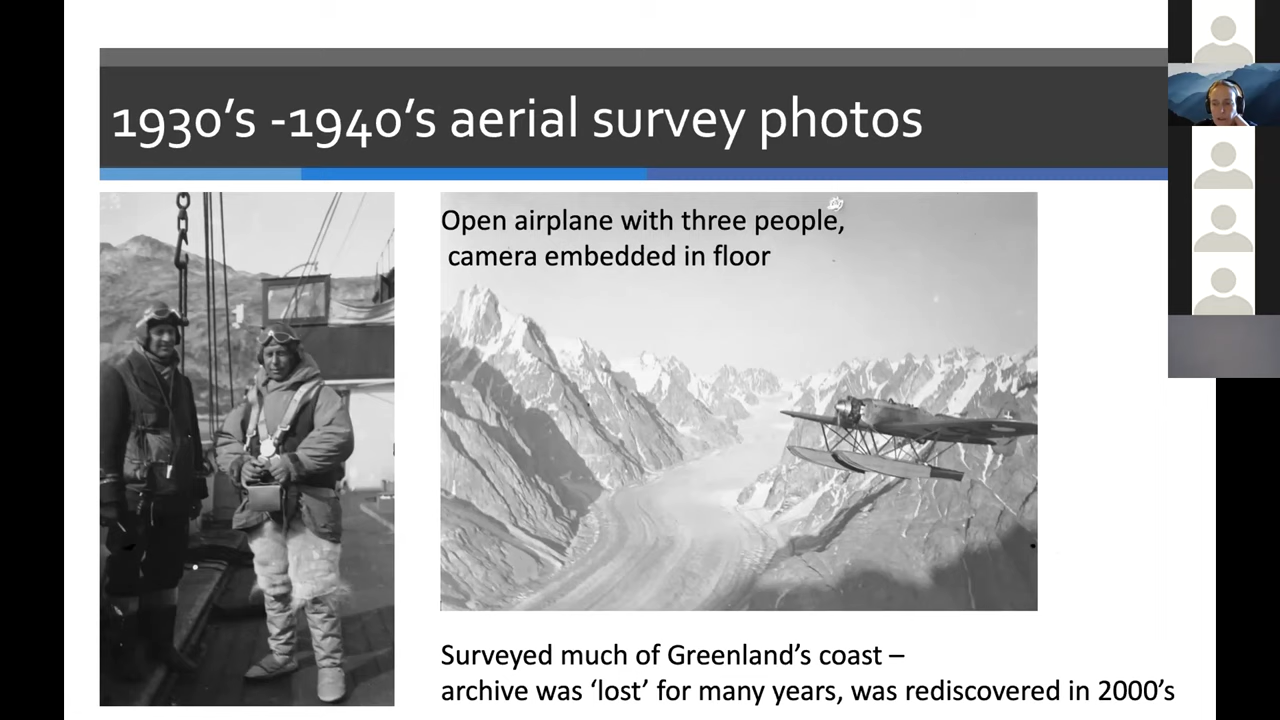 1930’s -1940’s aerial survey photos
Open airplane with three people,
camera embedded in floor
Surveyed much of Greenland’s coast –
archive was ‘lost’ for many years, was rediscovered in 2000’s